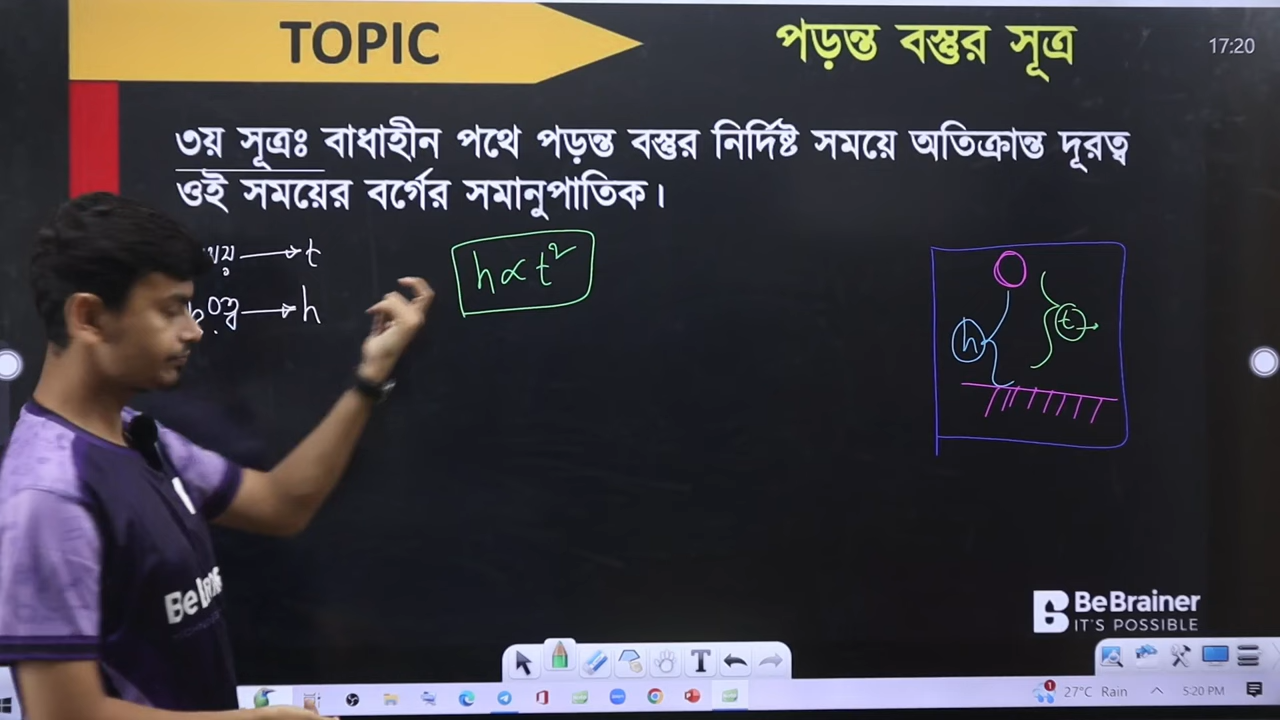 TOPIC
পড়ন্ত বস্তুর সূত্র
17:20
৩য় সূত্রঃ বাধাহীন পথে পড়ন্ত বস্তুর নির্দিষ্ট সময়ে অতিক্রান্ত দূরত্ব
ওই সময়ের বর্গের সমানুপাতিক।
→ t
→ h
h ∝ t²
h
t
BeBrainer
IT'S POSSIBLE
T
27°C Rain
5:20 PM